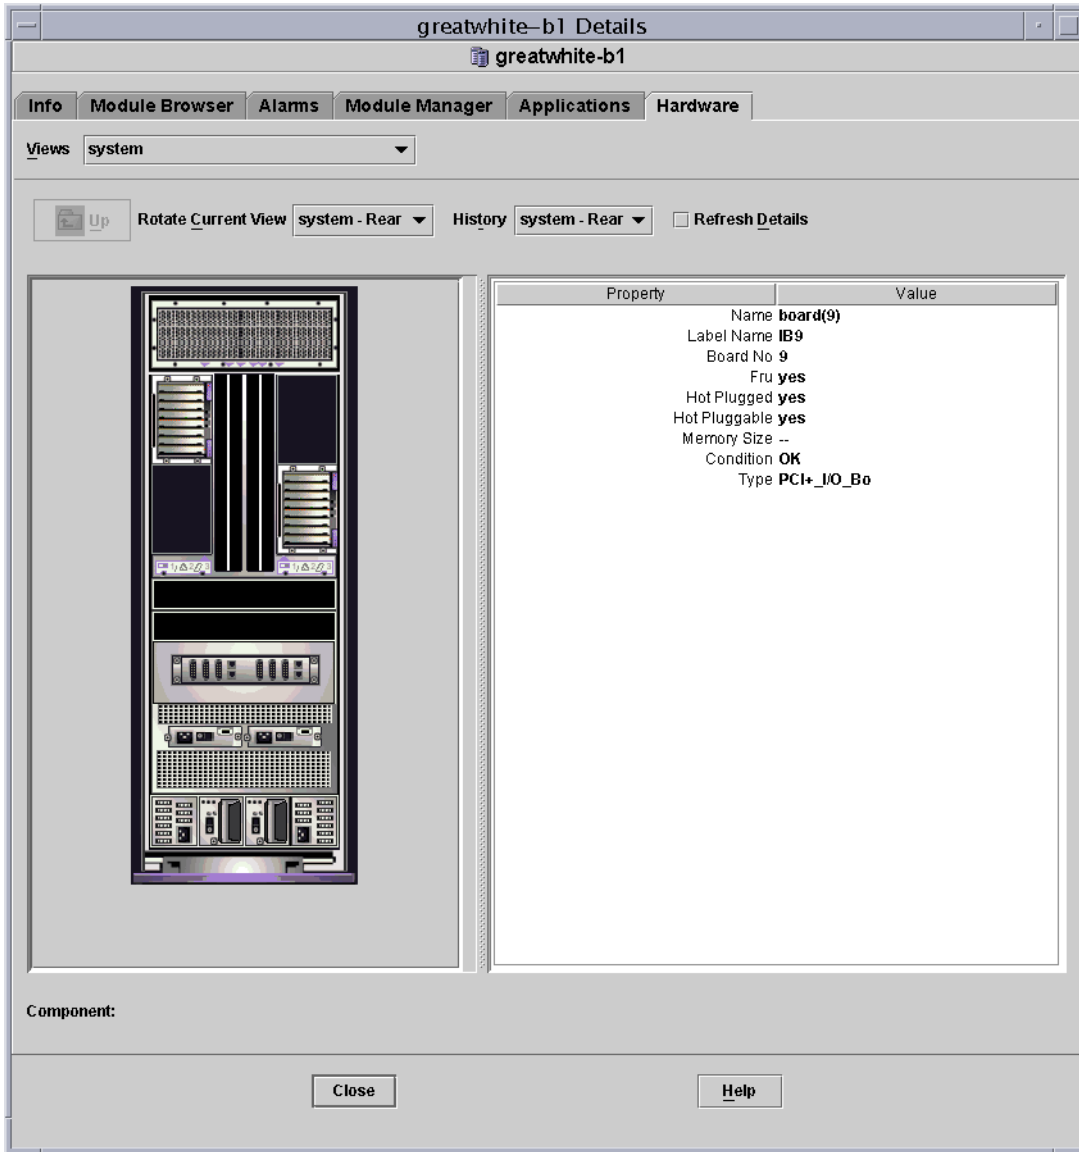 greatwhite-b1 Details
greatwhite-b1
Info Module Browser Alarms Module Manager Applications Hardware
Views system
Up Rotate Current View system - Rear History system - Rear Refresh Details
Property Value
Name board(9)
Label Name IB9
Board No 9
Fru yes
Hot Plugged yes
Hot Pluggable yes
Memory Size --
Condition OK
Type PCI+_I/O_Bo
Component:
Close Help